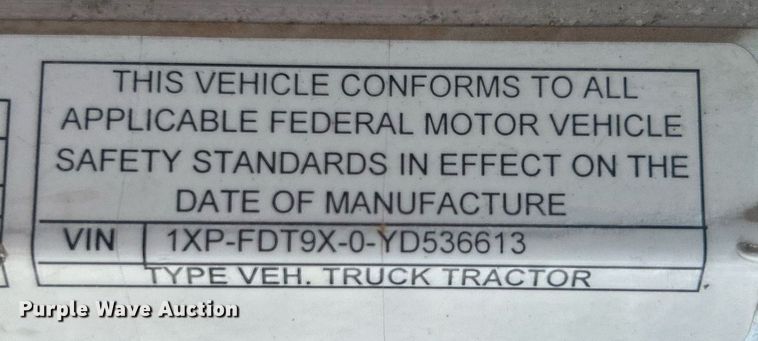 THIS VEHICLE CONFORMS TO ALL
APPLICABLE FEDERAL MOTOR VEHICLE
SAFETY STANDARDS IN EFFECT ON THE
DATE OF MANUFACTURE
VIN 1XP-FDT9X-0-YD536613
TYPE VEH. TRUCK TRACTOR
Purple Wave Auction